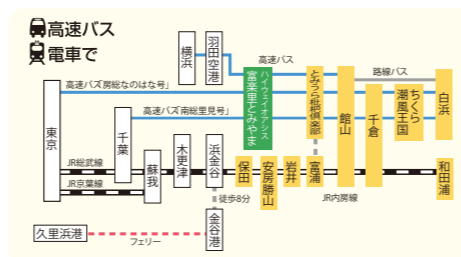 高速バス
電車で
横浜
羽田空港
高速バス
路線バス
ハイウェイオアシス
富楽里とみやま
とみうら枇杷倶楽部
館山
千倉
ちくら
潮風王国
白浜
高速バス「房総なのはな号」
高速バス「南総里見号」
東京
千葉
蘇我
木更津
浜金谷
保田
安房勝山
岩井
富浦
和田浦
JR総武線
JR京葉線
JR内房線
徒歩8分
金谷港
久里浜港
フェリー